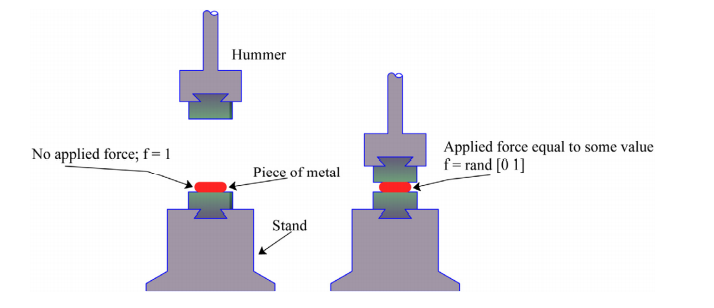 Hummer
No applied force; f = 1
Piece of metal
Stand
Applied force equal to some value
f = rand [0 1]